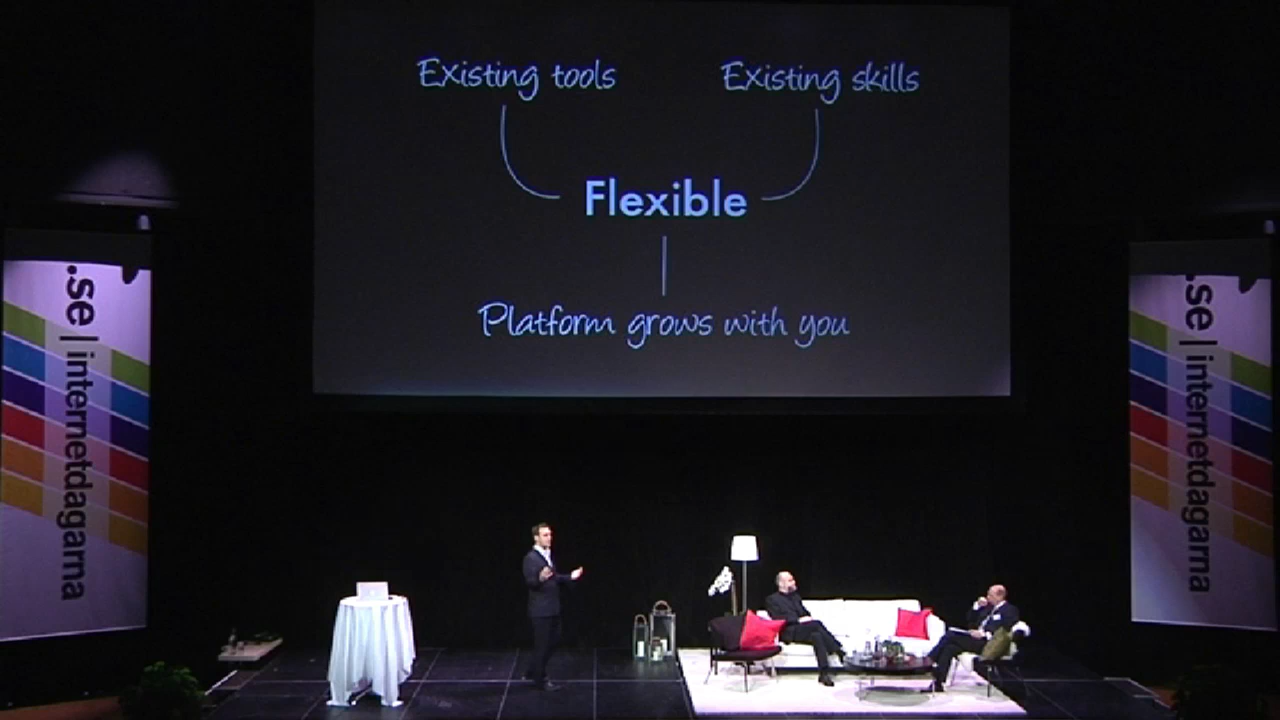 Existing tools
Existing skills
Flexible
Platform grows with you
.se | internetdagarna
.se | internetdagarna